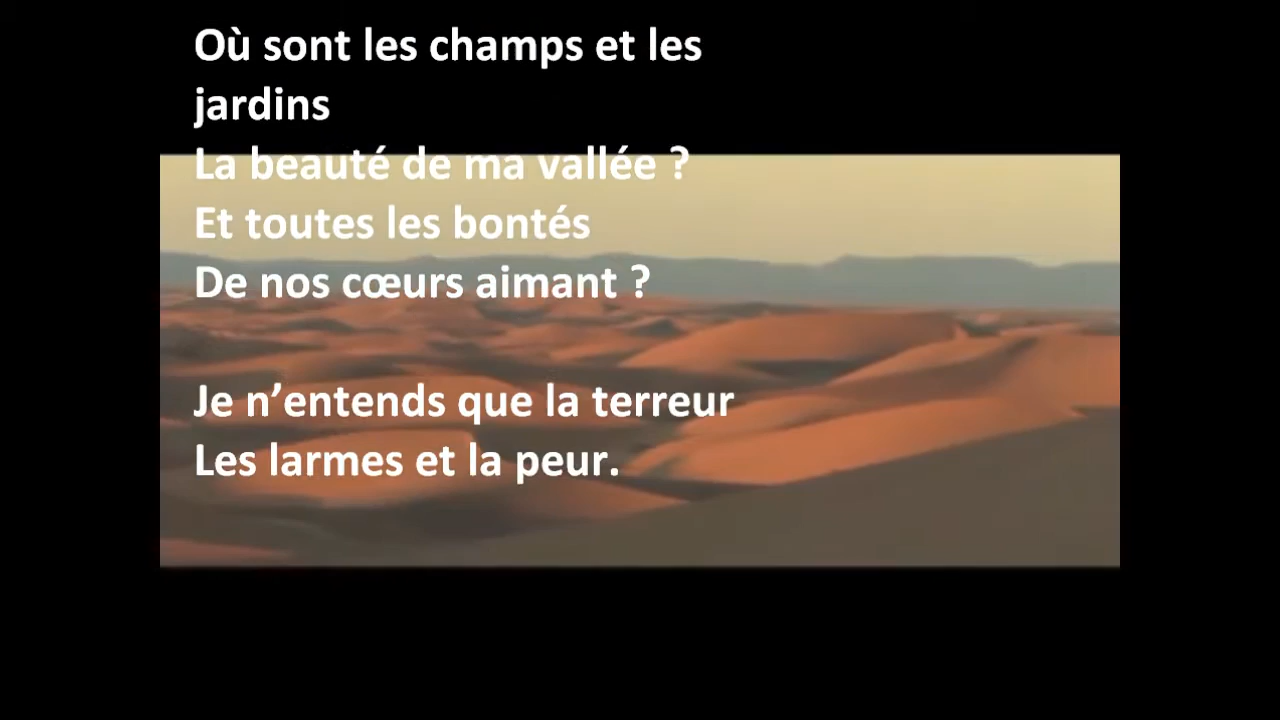 Où sont les champs et les
jardins
La beauté de ma vallée ?
Et toutes les bontés
De nos cœurs aimant ?
Je n’entends que la terreur
Les larmes et la peur.